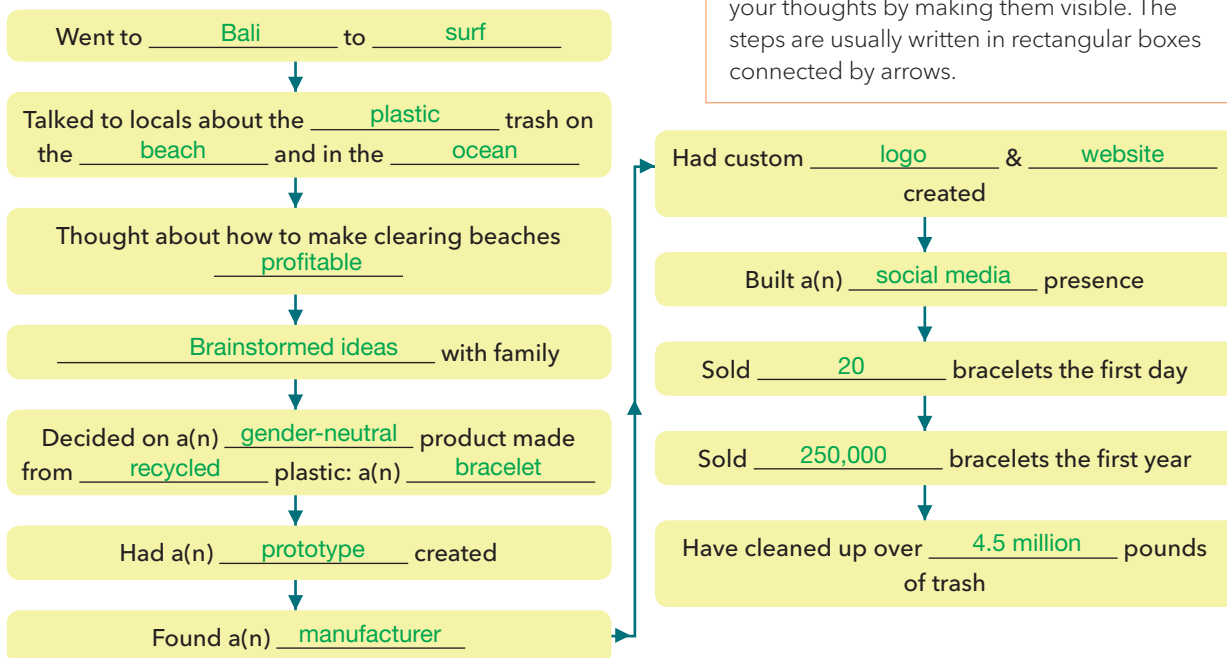 Went to Bali to surf
Talked to locals about the plastic trash on
the beach and in the ocean
Thought about how to make clearing beaches
profitable
Brainstormed ideas with family
Decided on a(n) gender-neutral product made
from recycled plastic: a(n) bracelet
Had a(n) prototype created
Found a(n) manufacturer
your thoughts by making them visible. The
steps are usually written in rectangular boxes
connected by arrows.
Had custom logo & website
created
Built a(n) social media presence
Sold 20 bracelets the first day
Sold 250,000 bracelets the first year
Have cleaned up over 4.5 million pounds
of trash